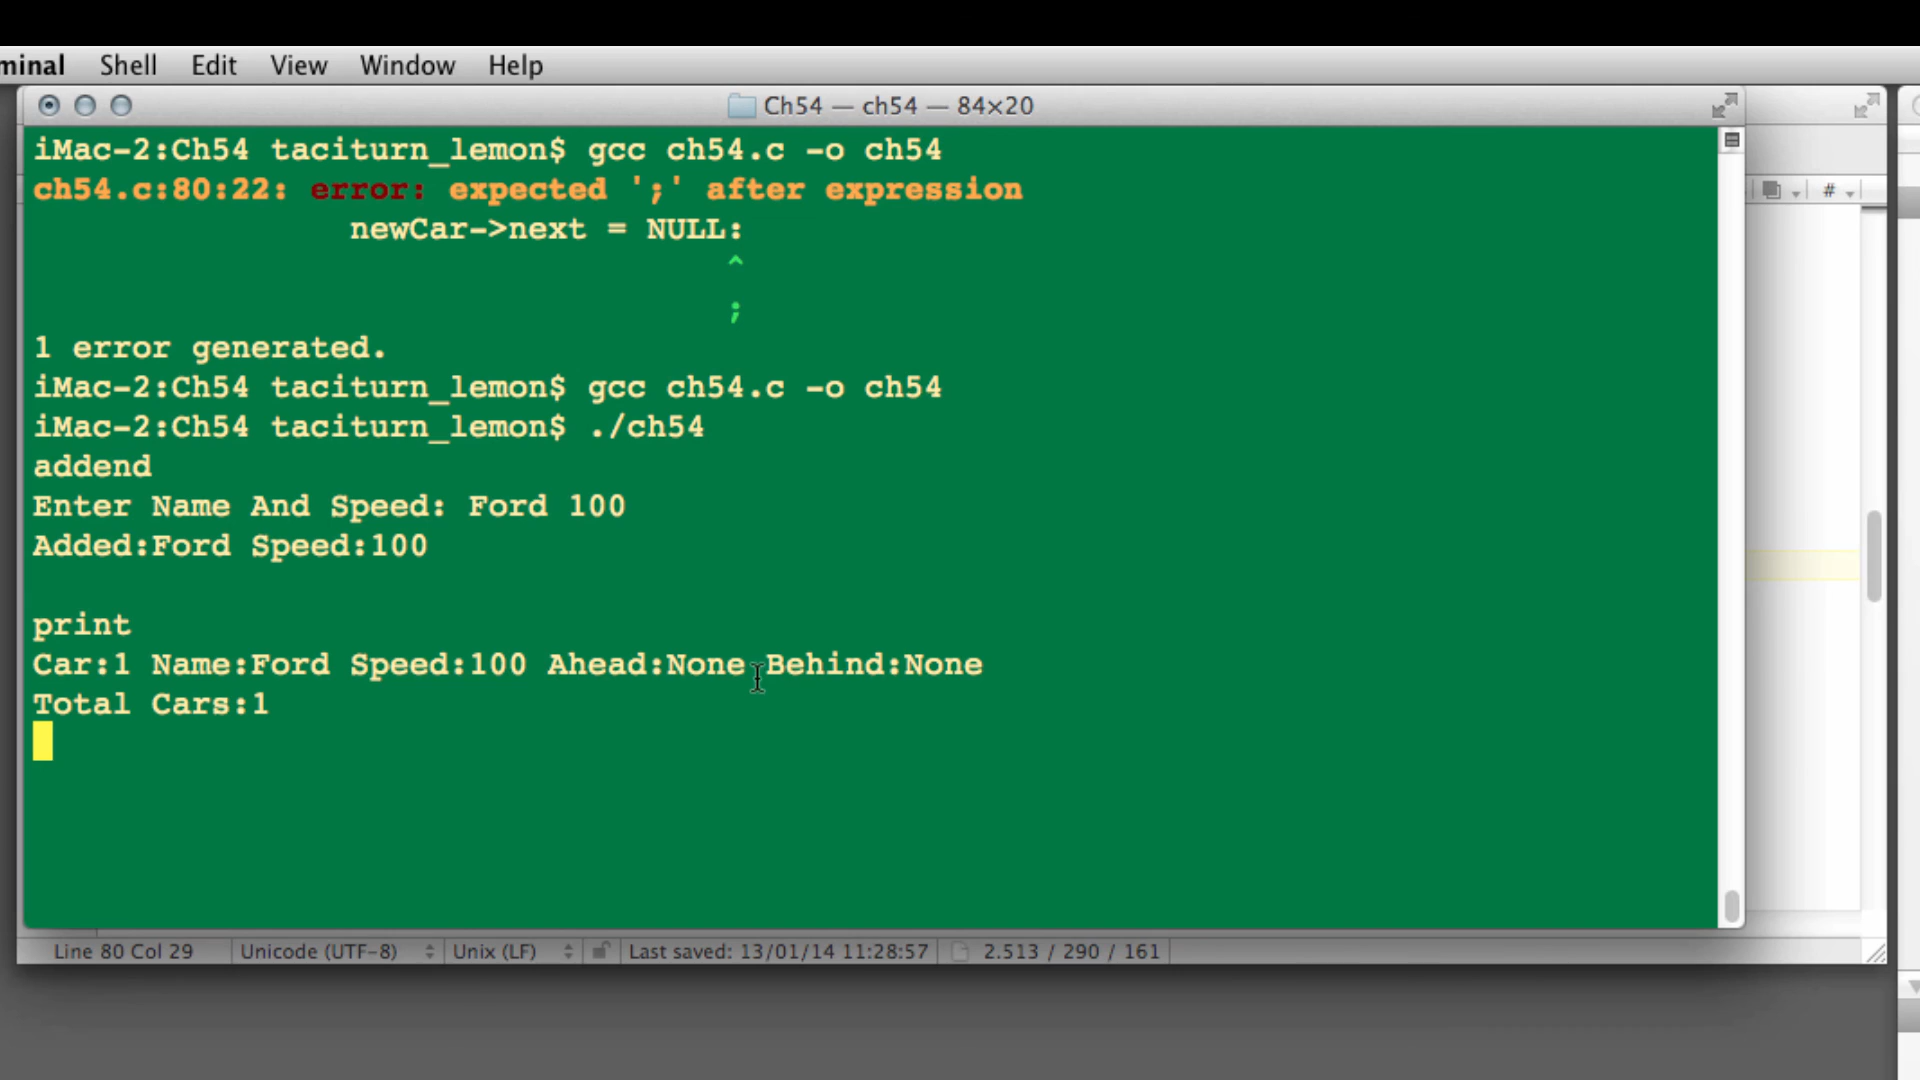 minal Shell Edit View Window Help
Ch54 — ch54 — 84×20
iMac-2:Ch54 taciturn_lemon$ gcc ch54.c -o ch54
ch54.c:80:22: error: expected ';' after expression
newCar->next = NULL:
^
;
1 error generated.
iMac-2:Ch54 taciturn_lemon$ gcc ch54.c -o ch54
iMac-2:Ch54 taciturn_lemon$ ./ch54
addend
Enter Name And Speed: Ford 100
Added:Ford Speed:100
print
Car:1 Name:Ford Speed:100 Ahead:None Behind:None
Total Cars:1
#
Line 80 Col 29 Unicode (UTF-8) Unix (LF) Last saved: 13/01/14 11:28:57 2.513 / 290 / 161